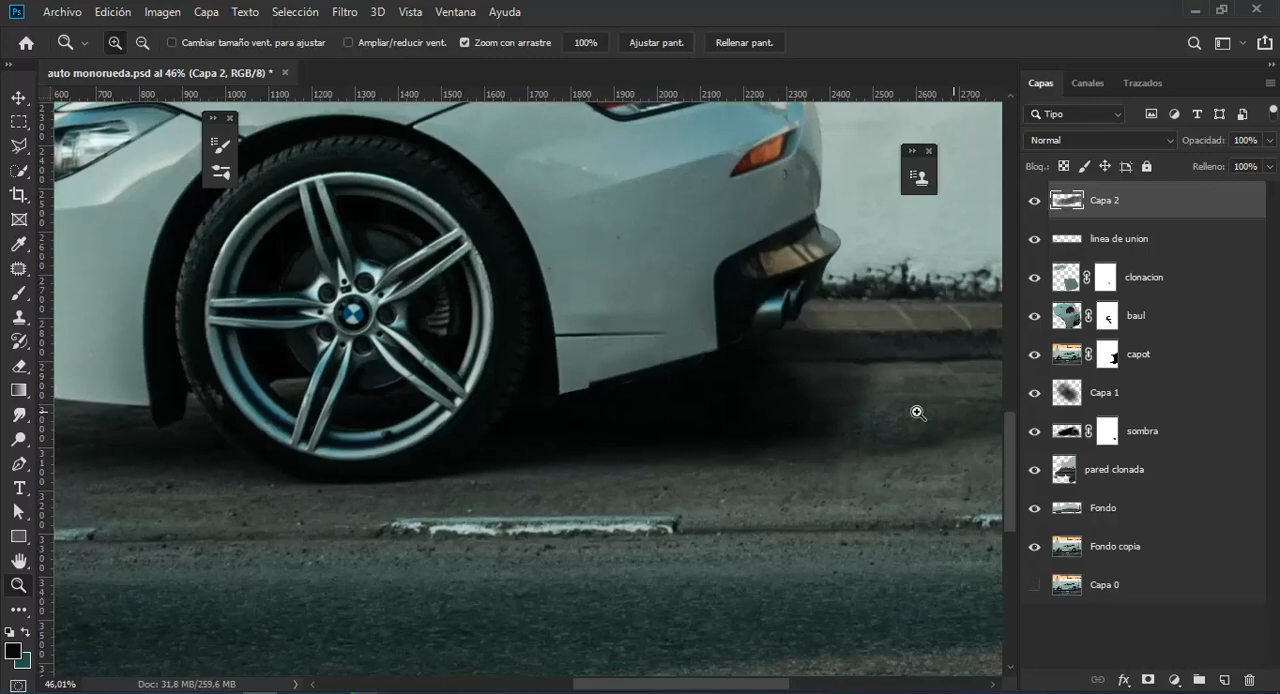 Ps Archivo Edición Imagen Capa Texto Selección Filtro 3D Vista Ventana Ayuda
Cambiar tamaño vent. para ajustar Ampliar/reducir vent. Zoom con arrastre 100% Ajustar pant. Rellenar pant.
auto monorueda.psd al 46% (Capa 2, RGB/8) *
600 700 800 900 1000 1100 1200 1300 1400 1500 1600 1700 1800 1900 2000 2100 2200 2300 2400 2500 2600 2700
Capas Canales Trazados
Tipo
Normal Opacidad: 100%
Bloq.: Relleno: 100%
Capa 2
linea de union
clonacion
baul
capot
Capa 1
sombra
pared clonada
Fondo
Fondo copia
Capa 0
46,01% Doc: 31,8 MB/259,6 MB